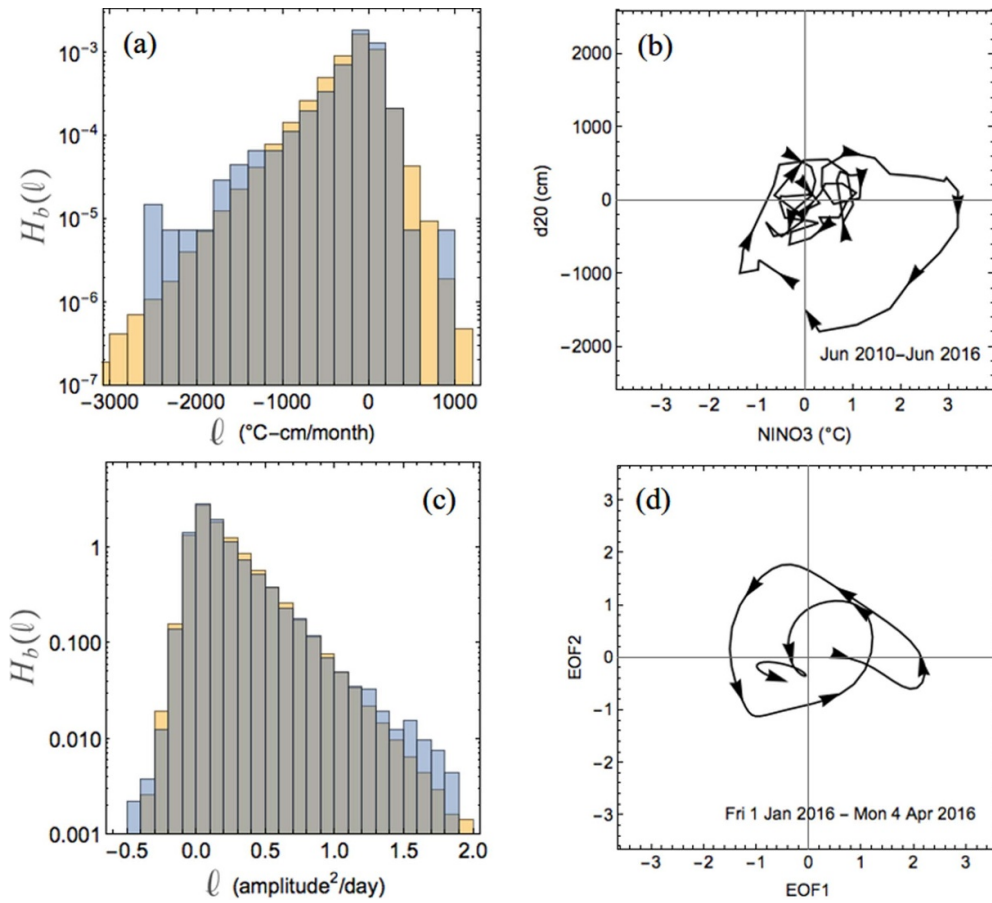 (a)
10⁻³
10⁻⁴
10⁻⁵
10⁻⁶
10⁻⁷
H_b(ℓ)
-3000 -2000 -1000 0 1000
ℓ (°C-cm/month)
(b)
2000
1000
0
-1000
-2000
d20 (cm)
Jun 2010-Jun 2016
-3 -2 -1 0 1 2 3
NINO3 (°C)
(c)
1
0.100
0.010
0.001
H_b(ℓ)
-0.5 0.0 0.5 1.0 1.5 2.0
ℓ (amplitude²/day)
(d)
3
2
1
0
-1
-2
-3
EOF2
Fri 1 Jan 2016 - Mon 4 Apr 2016
-3 -2 -1 0 1 2 3
EOF1